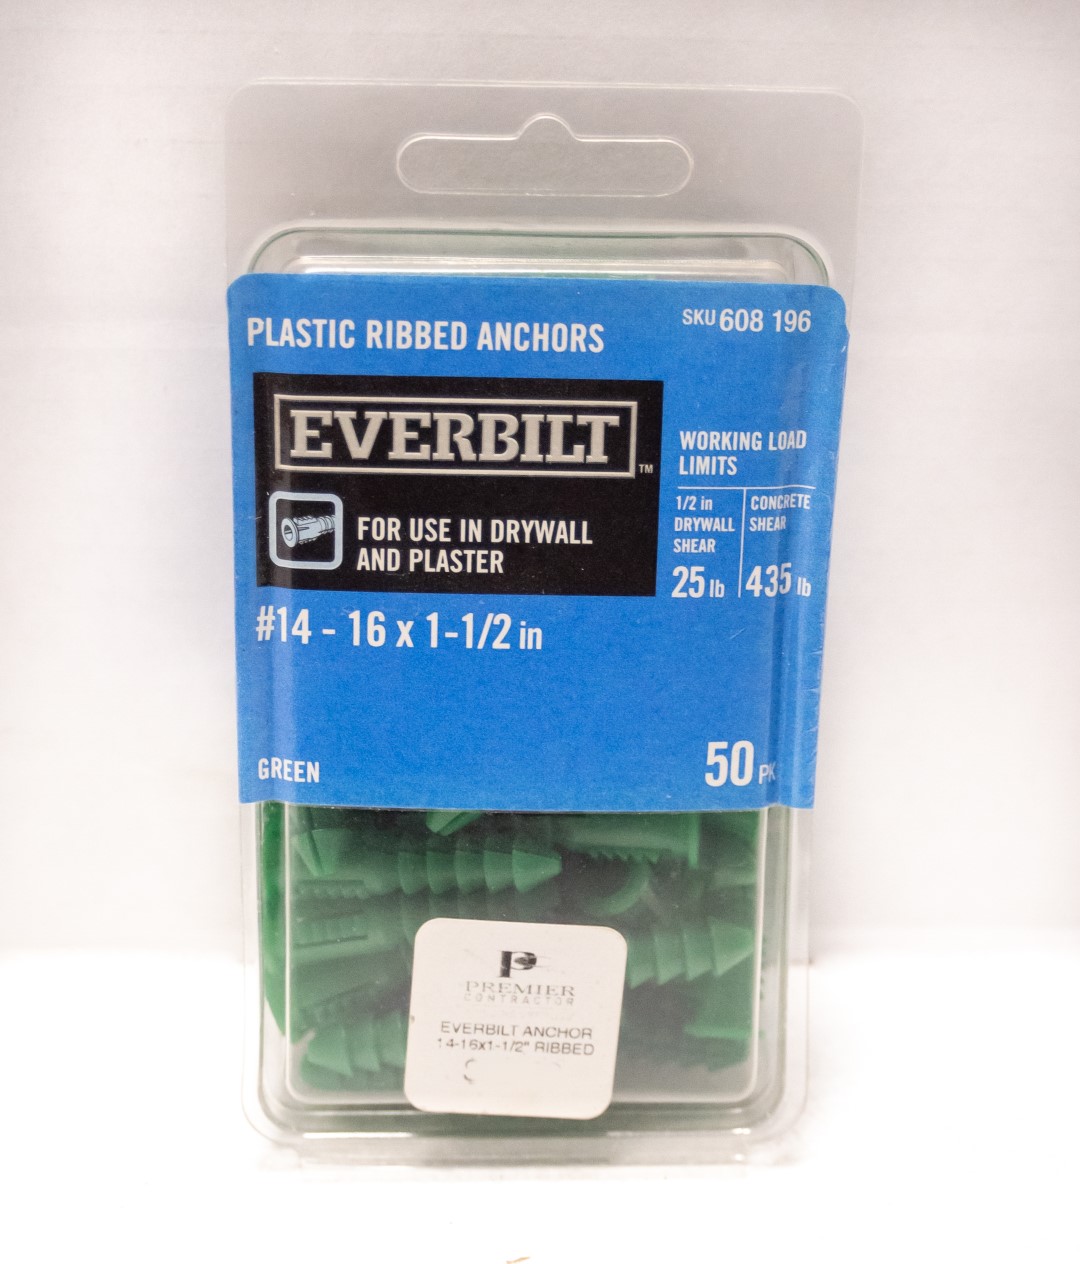 PLASTIC RIBBED ANCHORS
SKU 608 196
EVERBILT™
FOR USE IN DRYWALL
AND PLASTER
WORKING LOAD
LIMITS
1/2 in
DRYWALL
SHEAR
25 lb
CONCRETE
SHEAR
435 lb
#14 - 16 x 1-1/2 in
GREEN
50 PK
P
PREMIER
CONTRACTOR
EVERBILT ANCHOR
14-16x1-1/2" RIBBED